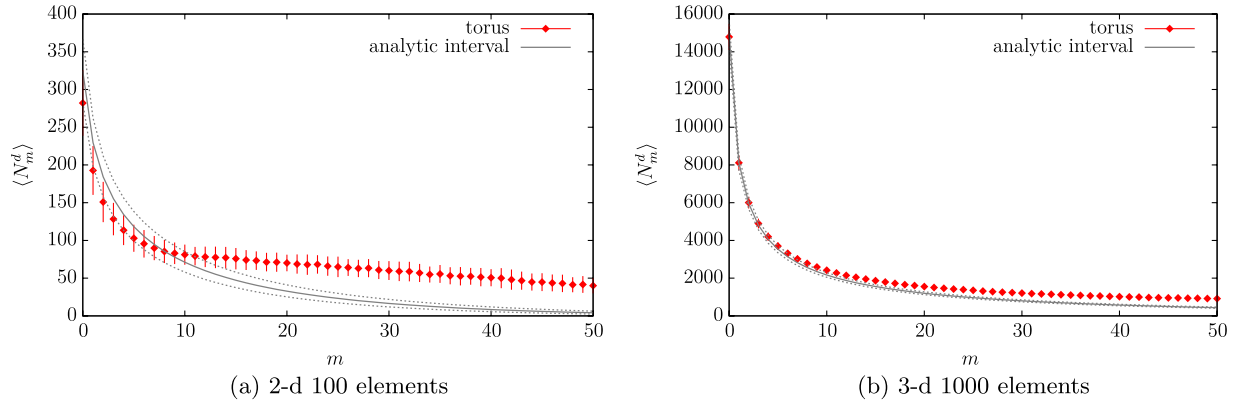 400
350
300
250
200
150
100
50
0
⟨N_m^d⟩
0 10 20 30 40 50
m
torus
analytic interval
(a) 2-d 100 elements
16000
14000
12000
10000
8000
6000
4000
2000
0
⟨N_m^d⟩
0 10 20 30 40 50
m
torus
analytic interval
(b) 3-d 1000 elements